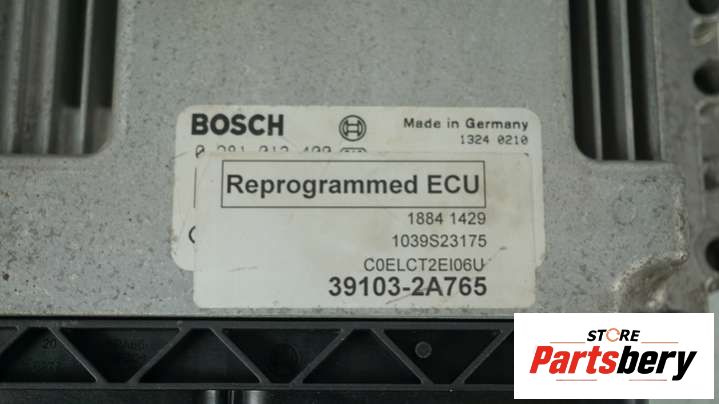 BOSCH
Made in Germany
1324 0210
Reprogrammed ECU
1884 1429
1039S23175
C0ELCT2EI06U
39103-2A765
STORE
Partsbery